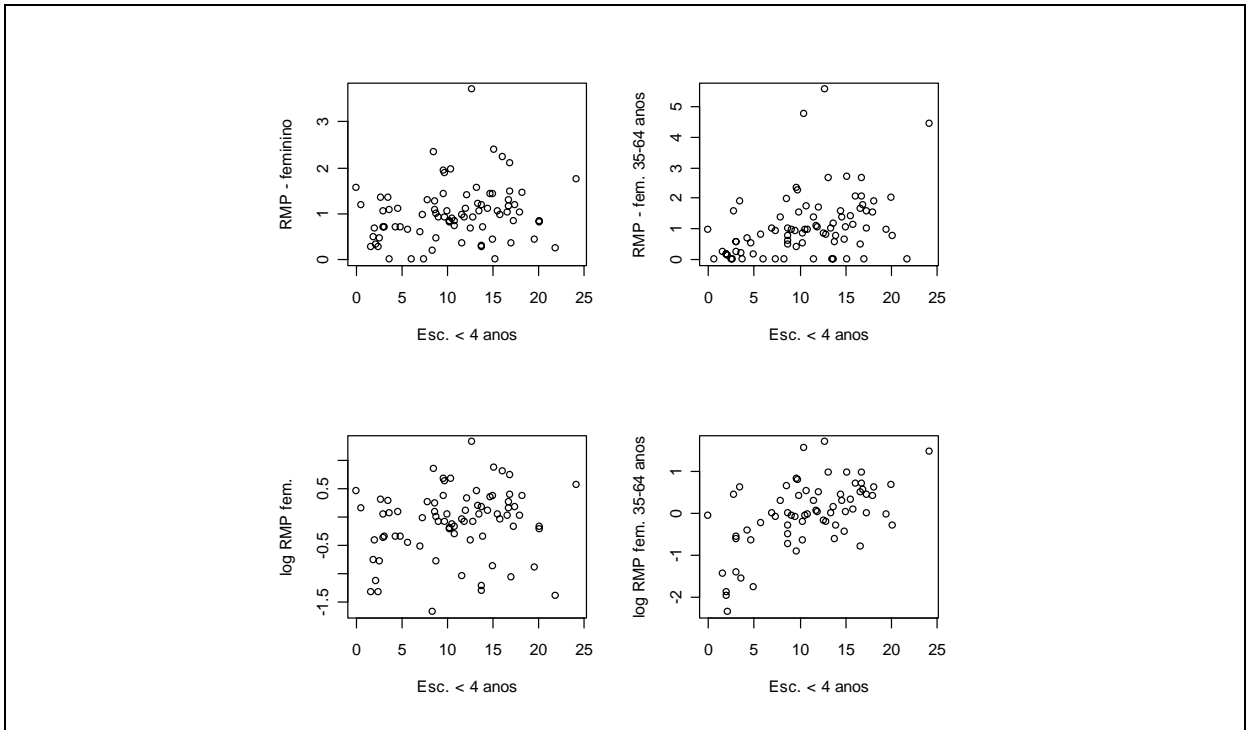 RMP - feminino
3
2
1
0
0 5 10 15 20 25
Esc. < 4 anos
RMP - fem. 35-64 anos
5
4
3
2
1
0
0 5 10 15 20 25
Esc. < 4 anos
log RMP fem.
0.5
-0.5
-1.5
0 5 10 15 20 25
Esc. < 4 anos
log RMP fem. 35-64 anos
1
0
-1
-2
0 5 10 15 20 25
Esc. < 4 anos